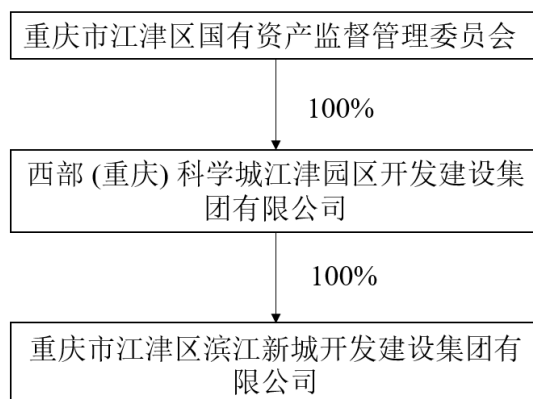 重庆市江津区国有资产监督管理委员会
100%
西部 (重庆) 科学城江津园区开发建设集
团有限公司
100%
重庆市江津区滨江新城开发建设集团有
限公司